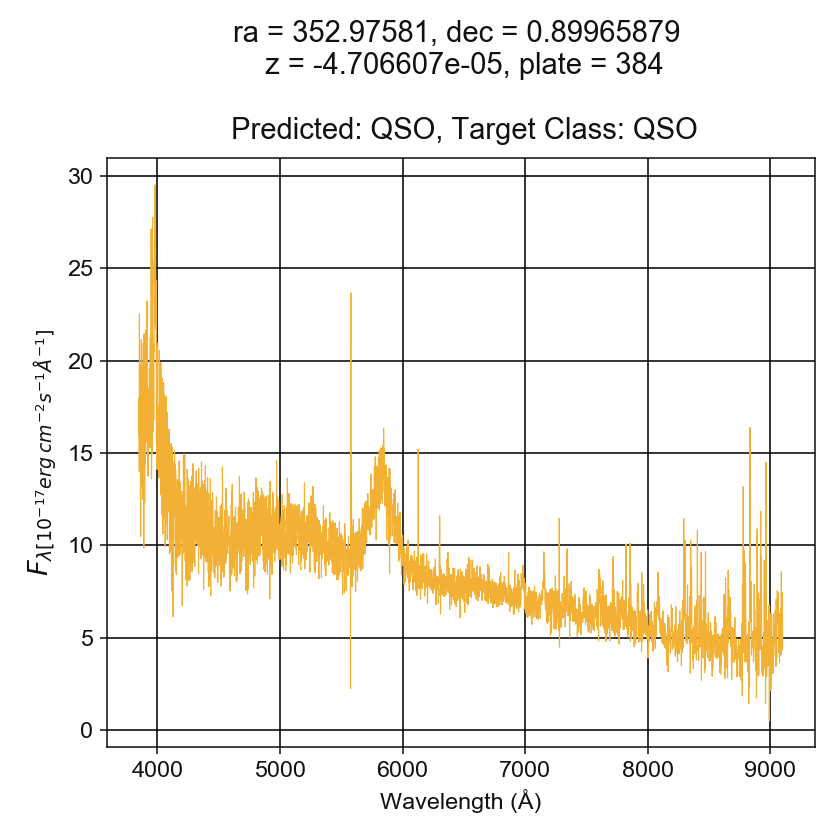 ra = 352.97581, dec = 0.89965879
z = -4.706607e-05, plate = 384
Predicted: QSO, Target Class: QSO
30
25
20
15
10
5
0
F_{λ[10^{-17} erg cm^{-2} s^{-1} Å^{-1}]}
4000
5000
6000
7000
8000
9000
Wavelength (Å)